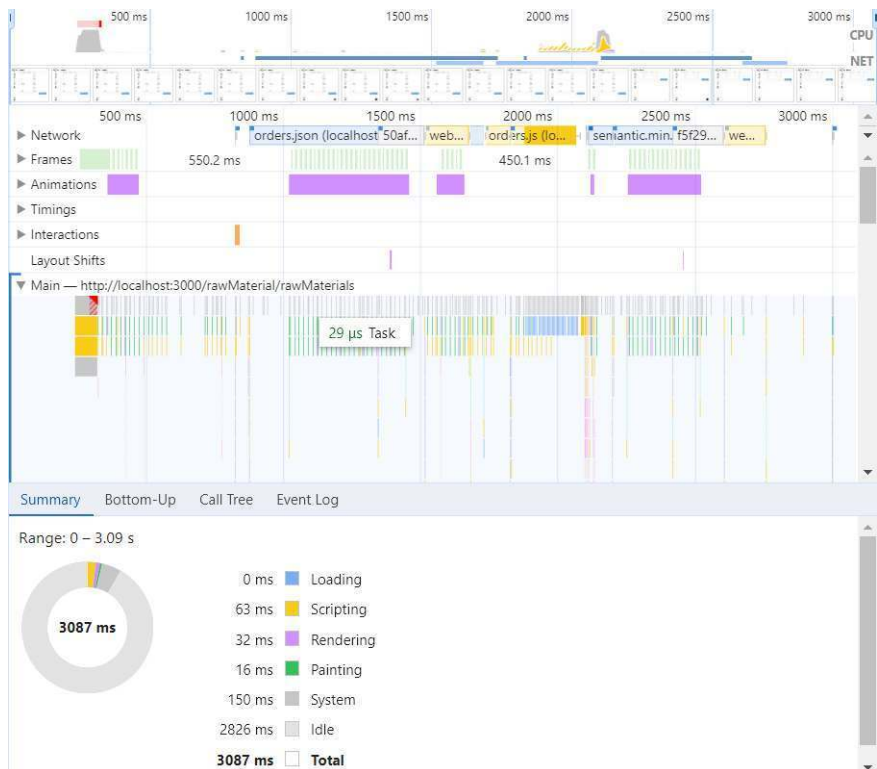 500 ms 1000 ms 1500 ms 2000 ms 2500 ms 3000 ms
CPU
NET
500 ms 1000 ms 1500 ms 2000 ms 2500 ms 3000 ms
Network orders.json (localhost 50af... web... orders.js (lo... semantic.min. f5f29... we...
Frames 550.2 ms 450.1 ms
Animations
Timings
Interactions
Layout Shifts
Main — http://localhost:3000/rawMaterial/rawMaterials
29 μs Task
Summary Bottom-Up Call Tree Event Log
Range: 0 – 3.09 s
3087 ms
0 ms Loading
63 ms Scripting
32 ms Rendering
16 ms Painting
150 ms System
2826 ms Idle
3087 ms Total